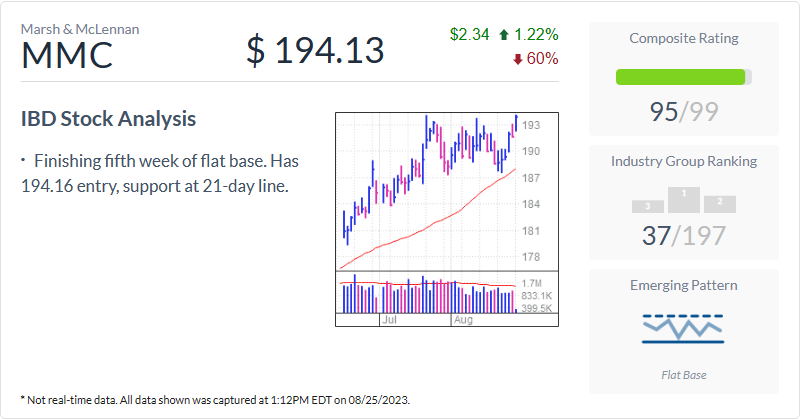 Marsh & McLennan
MMC
$ 194.13
$2.34 1.22%
60%
IBD Stock Analysis
• Finishing fifth week of flat base. Has
194.16 entry, support at 21-day line.
193
190
187
184
181
178
1.7M
833.1K
399.5K
Jul
Aug
Composite Rating
95/99
Industry Group Ranking
3
1
2
37/197
Emerging Pattern
Flat Base
* Not real-time data. All data shown was captured at 1:12PM EDT on 08/25/2023.